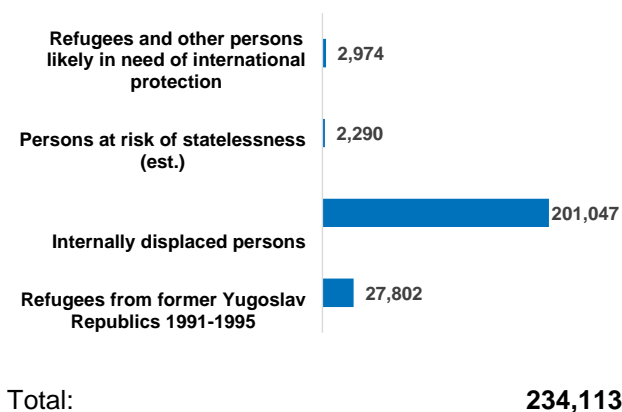 Refugees and other persons
likely in need of international
protection
2,974
Persons at risk of statelessness
(est.)
2,290
Internally displaced persons
201,047
Refugees from former Yugoslav
Republics 1991-1995
27,802
Total: 234,113